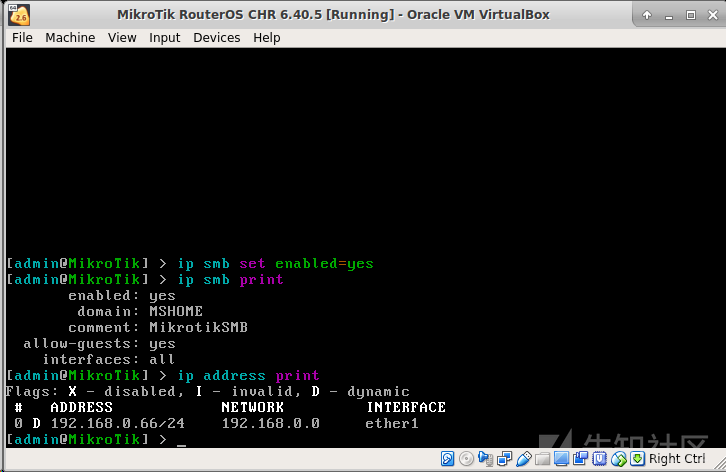 MikroTik RouterOS CHR 6.40.5 [Running] - Oracle VM VirtualBox
File Machine View Input Devices Help
[admin@MikroTik] > ip smb set enabled=yes
[admin@MikroTik] > ip smb print
enabled: yes
domain: MSHOME
comment: MikrotikSMB
allow-guests: yes
interfaces: all
[admin@MikroTik] > ip address print
Flags: X - disabled, I - invalid, D - dynamic
# ADDRESS NETWORK INTERFACE
0 D 192.168.0.66/24 192.168.0.0 ether1
[admin@MikroTik] > _
先知社区
Right Ctrl